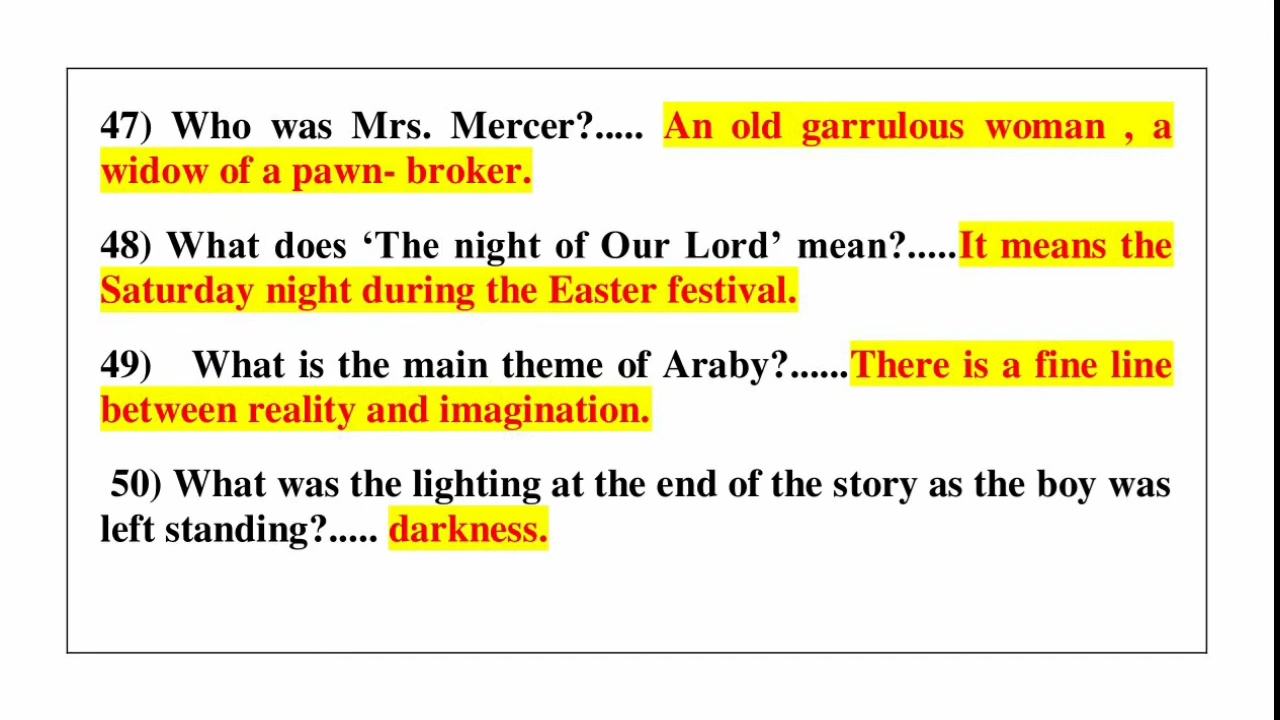 47) Who was Mrs. Mercer?..... An old garrulous woman , a
widow of a pawn- broker.
48) What does ‘The night of Our Lord’ mean?.....It means the
Saturday night during the Easter festival.
49) What is the main theme of Araby?......There is a fine line
between reality and imagination.
50) What was the lighting at the end of the story as the boy was
left standing?..... darkness.